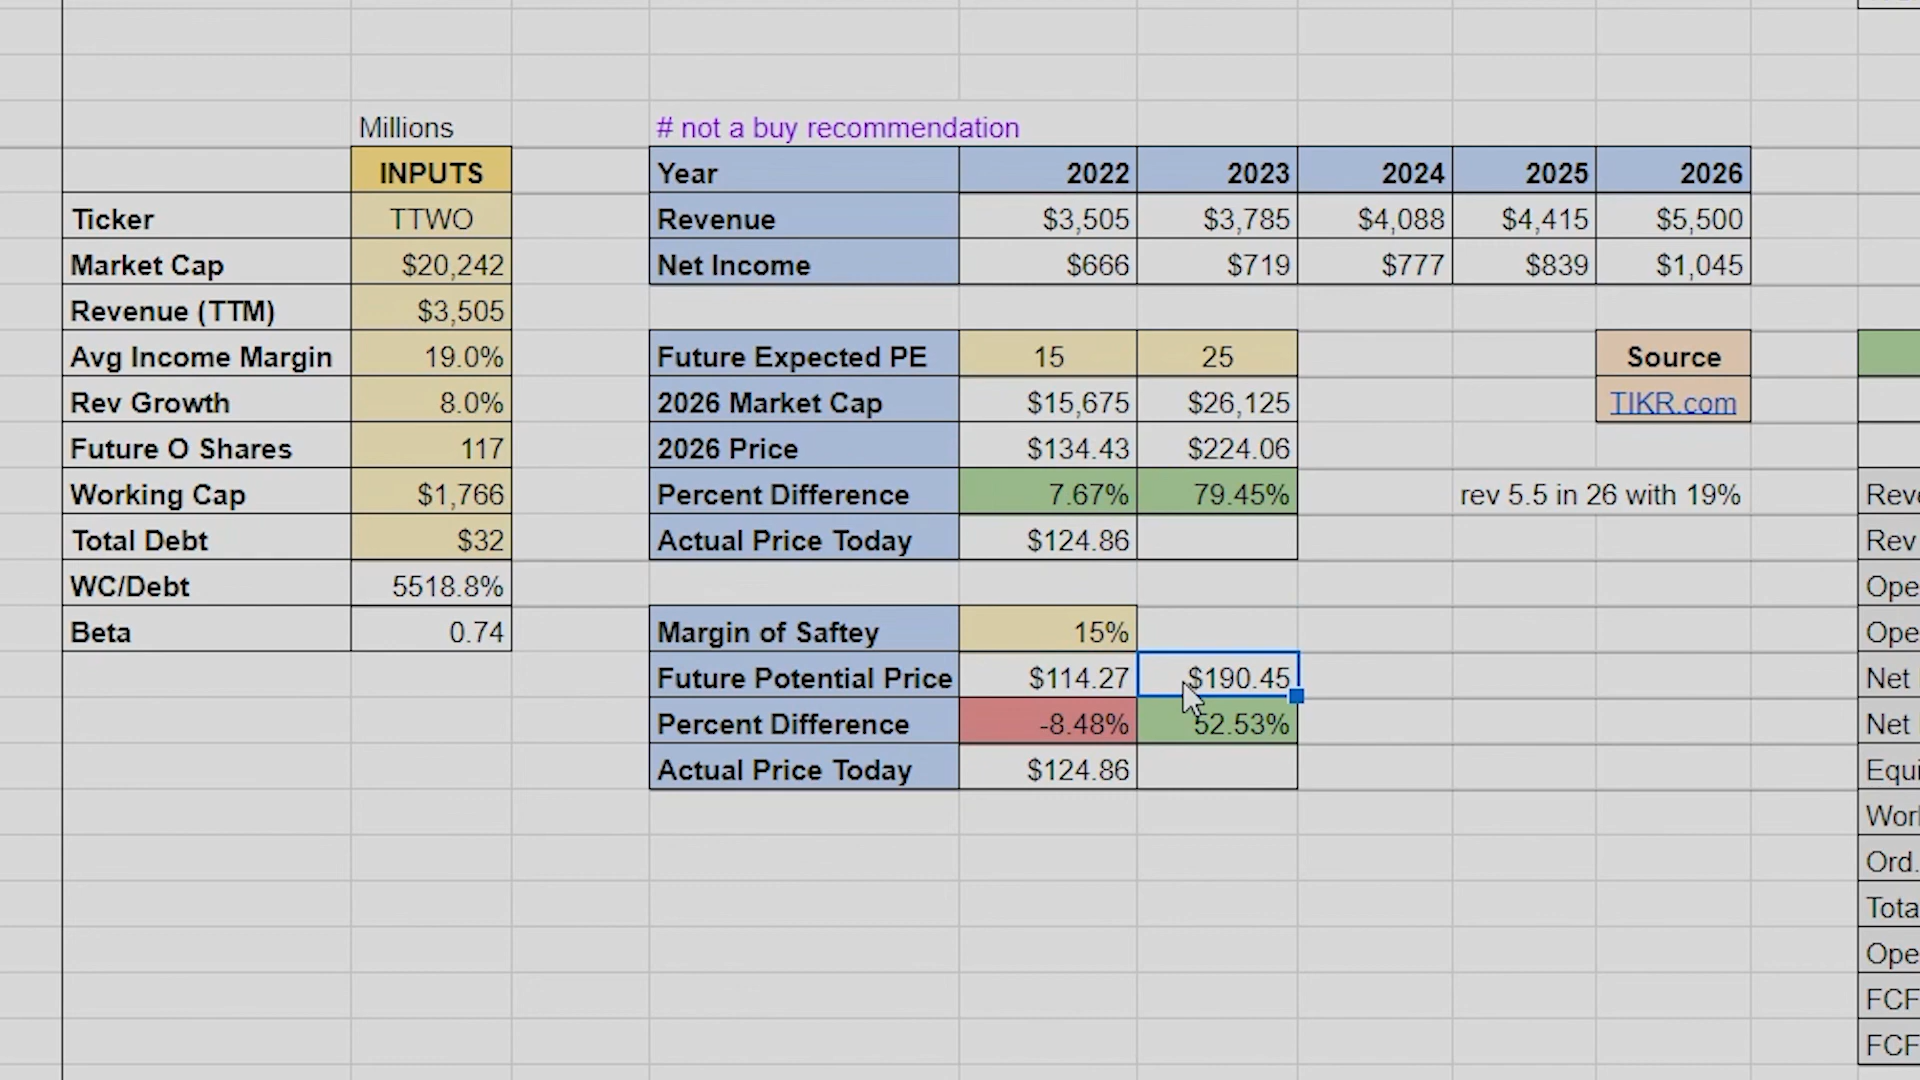 Millions # not a buy recommendation
INPUTS Year 2022 2023 2024 2025 2026
Ticker TTWO Revenue $3,505 $3,785 $4,088 $4,415 $5,500
Market Cap $20,242 Net Income $666 $719 $777 $839 $1,045
Revenue (TTM) $3,505
Avg Income Margin 19.0% Future Expected PE 15 25 Source
Rev Growth 8.0% 2026 Market Cap $15,675 $26,125 TIKR.com
Future O Shares 117 2026 Price $134.43 $224.06
Working Cap $1,766 Percent Difference 7.67% 79.45% rev 5.5 in 26 with 19% Reve
Total Debt $32 Actual Price Today $124.86 Rev
WC/Debt 5518.8% Ope
Beta 0.74 Margin of Saftey 15% Ope
Future Potential Price $114.27 $190.45 Net
Percent Difference -8.48% 52.53% Net
Actual Price Today $124.86 Equi
Worl
Ord.
Tota
Ope
FCF
FCF